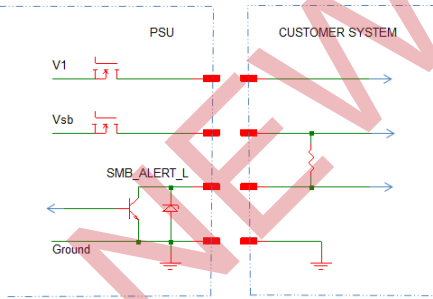 PSU
CUSTOMER SYSTEM
V1
Vsb
SMB_ALERT_L
Ground
NEW